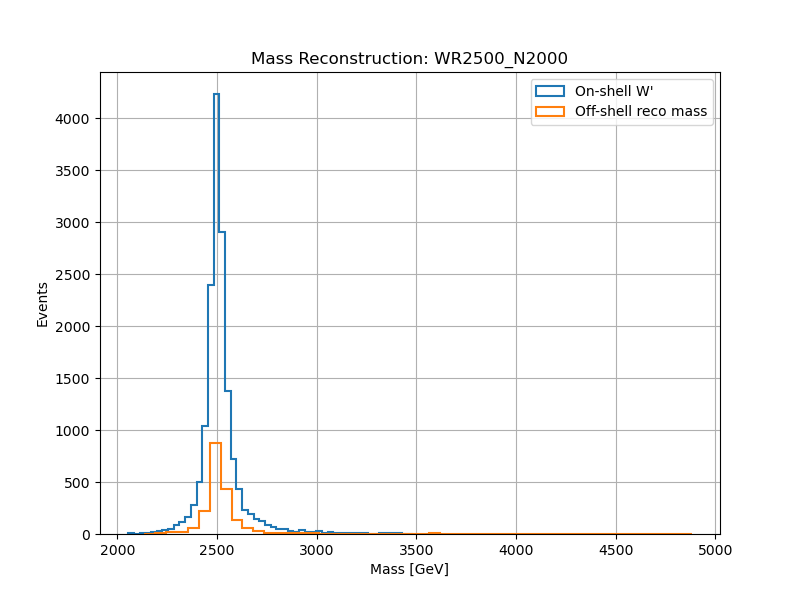 Mass Reconstruction: WR2500_N2000
On-shell W'
Off-shell reco mass
4000
3500
3000
2500
2000
1500
1000
500
0
Events
2000 2500 3000 3500 4000 4500 5000
Mass [GeV]